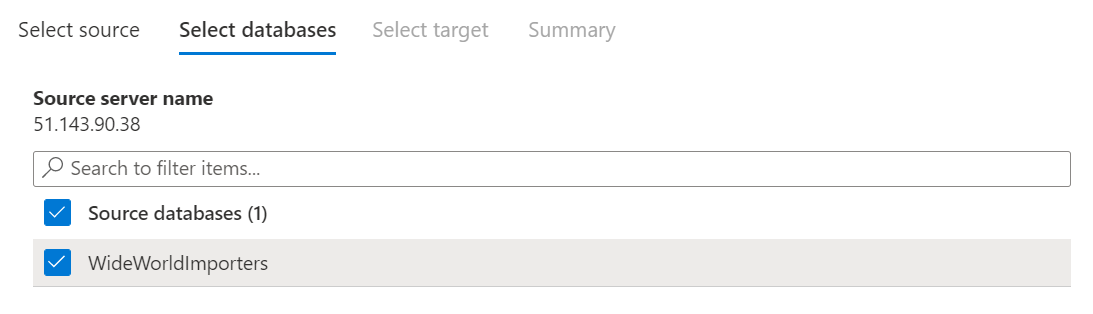 Select source Select databases Select target Summary
Source server name
51.143.90.38
Search to filter items...
Source databases (1)
WideWorldImporters